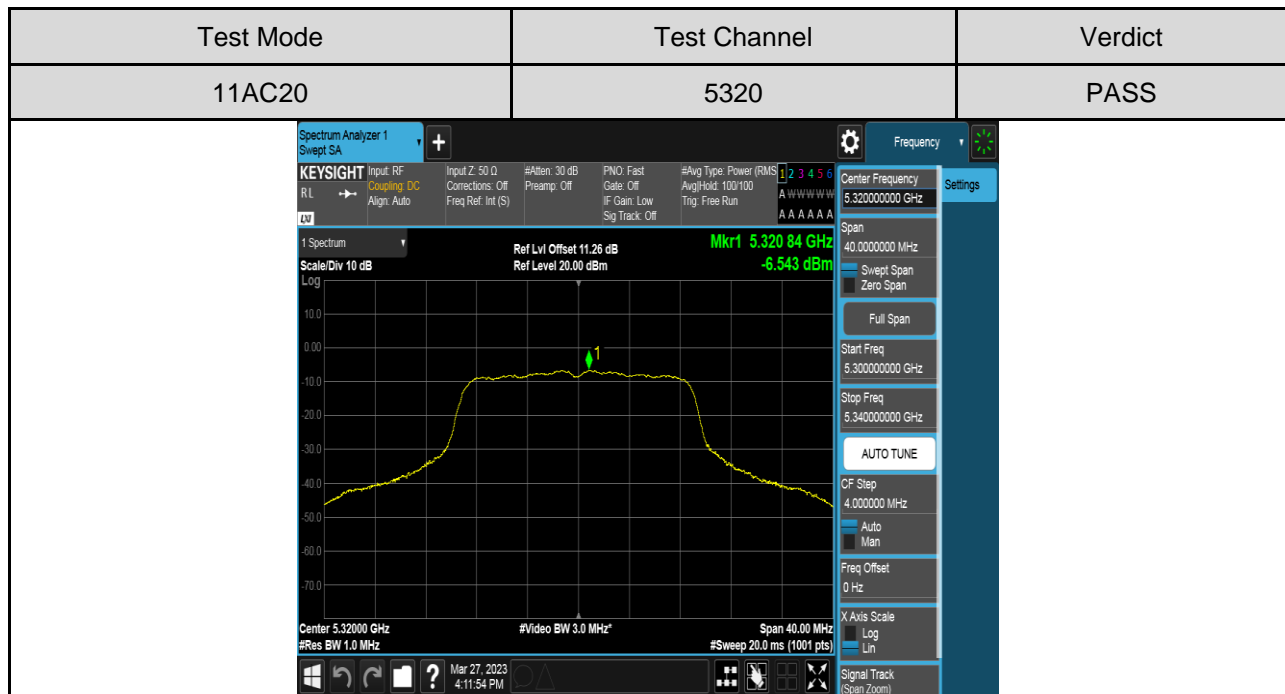 Test Mode Test Channel Verdict
11AC20 5320 PASS
Spectrum Analyzer 1
Swept SA
Frequency
KEYSIGHT Input: RF Input Z: 50 Ω #Atten: 30 dB PNO: Fast #Avg Type: Power (RMS 1 2 3 4 5 6
RL Coupling: DC Corrections: Off Preamp: Off Gate: Off Avg|Hold: 100/100 A W W W W W
Align: Auto Freq Ref: Int (S) IF Gain: Low Trig: Free Run
LXI Sig Track: Off A A A A A A
1 Spectrum
Scale/Div 10 dB
Log
Ref Lvl Offset 11.26 dB
Ref Level 20.00 dBm
Mkr1 5.320 84 GHz
-6.543 dBm
10.0
0.00
1
-10.0
-20.0
-30.0
-40.0
-50.0
-60.0
-70.0
Center 5.32000 GHz #Video BW 3.0 MHz* Span 40.00 MHz
#Res BW 1.0 MHz #Sweep 20.0 ms (1001 pts)
?
Mar 27, 2023
4:11:54 PM
Center Frequency
5.320000000 GHz
Settings
Span
40.0000000 MHz
Swept Span
Zero Span
Full Span
Start Freq
5.300000000 GHz
Stop Freq
5.340000000 GHz
AUTO TUNE
CF Step
4.000000 MHz
Auto
Man
Freq Offset
0 Hz
X Axis Scale
Log
Lin
Signal Track
(Span Zoom)